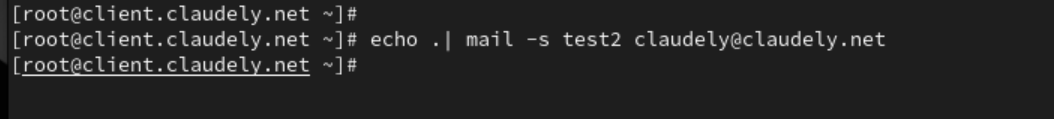 [root@client.claudely.net ~]#
[root@client.claudely.net ~]# echo .| mail -s test2 claudely@claudely.net
[root@client.claudely.net ~]#